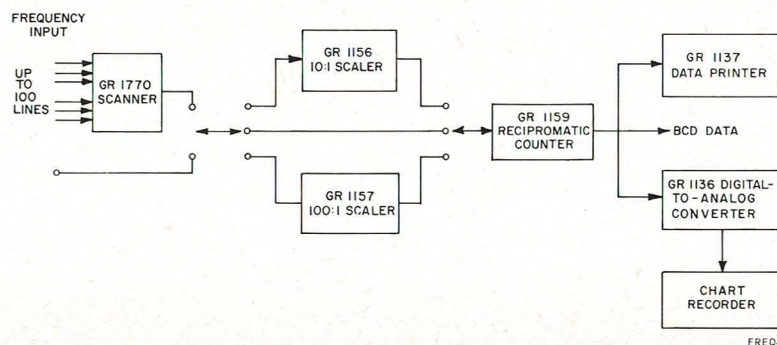 FREQUENCY
INPUT
UP
TO
100
LINES
GR 1770
SCANNER
GR 1156
10:1 SCALER
GR 1157
100:1 SCALER
GR 1159
RECIPROMATIC
COUNTER
GR 1137
DATA PRINTER
BCD DATA
GR 1136 DIGITAL-
TO-ANALOG
CONVERTER
CHART
RECORDER
FREQ